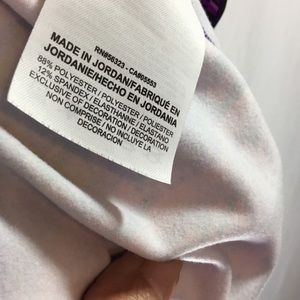 RN#56323 - CA#05553
MADE IN JORDAN/FABRIQUÉ EN
JORDANIE/HECHO EN JORDANIA
88% POLYESTER / POLYESTER / POLIÉSTER
12% SPANDEX / ELASTHANNE / ELASTANO
EXCLUSIVE OF DECORATION / DÉCORATION
NON COMPRISE / NO INCLUYE LA
DECORACIÓN